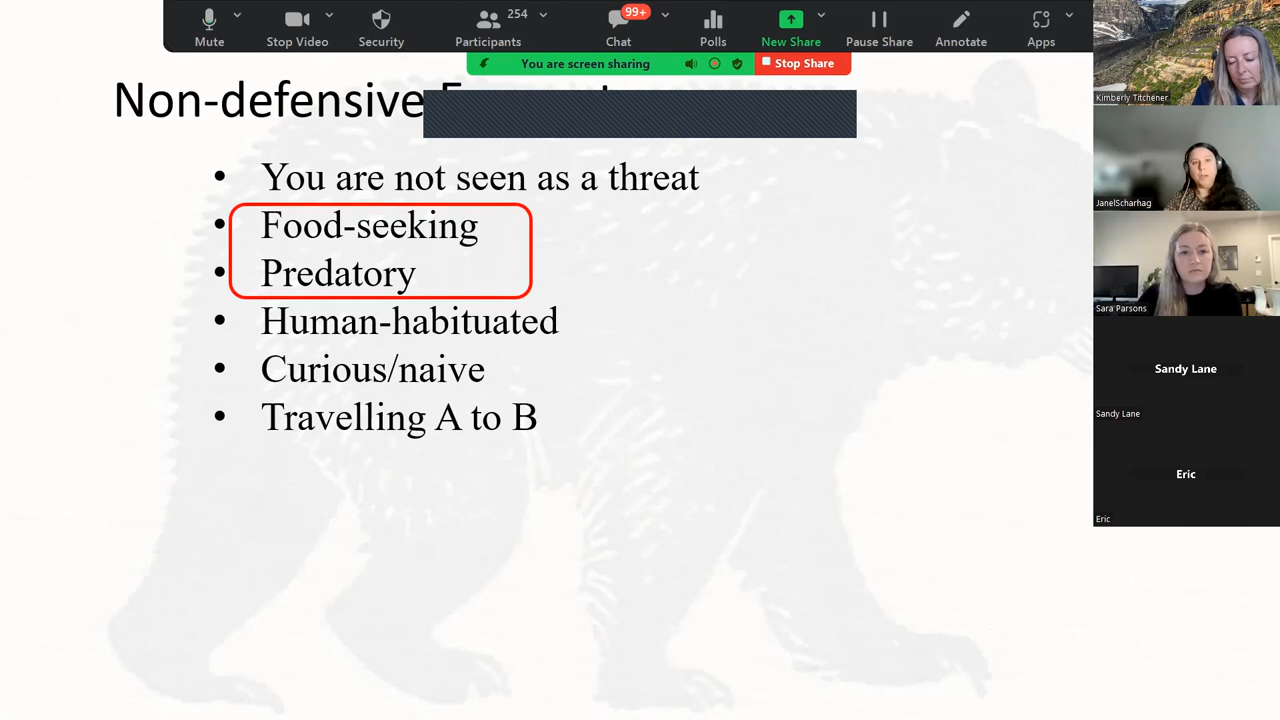 254
99+
Mute
Stop Video
Security
Participants
Chat
Polls
New Share
Pause Share
Annotate
Apps
You are screen sharing
Stop Share
Non-defensive
• You are not seen as a threat
• Food-seeking
• Predatory
• Human-habituated
• Curious/naive
• Travelling A to B
Kimberly Titchener
JanelScharhag
Sara Parsons
Sandy Lane
Sandy Lane
Eric
Eric